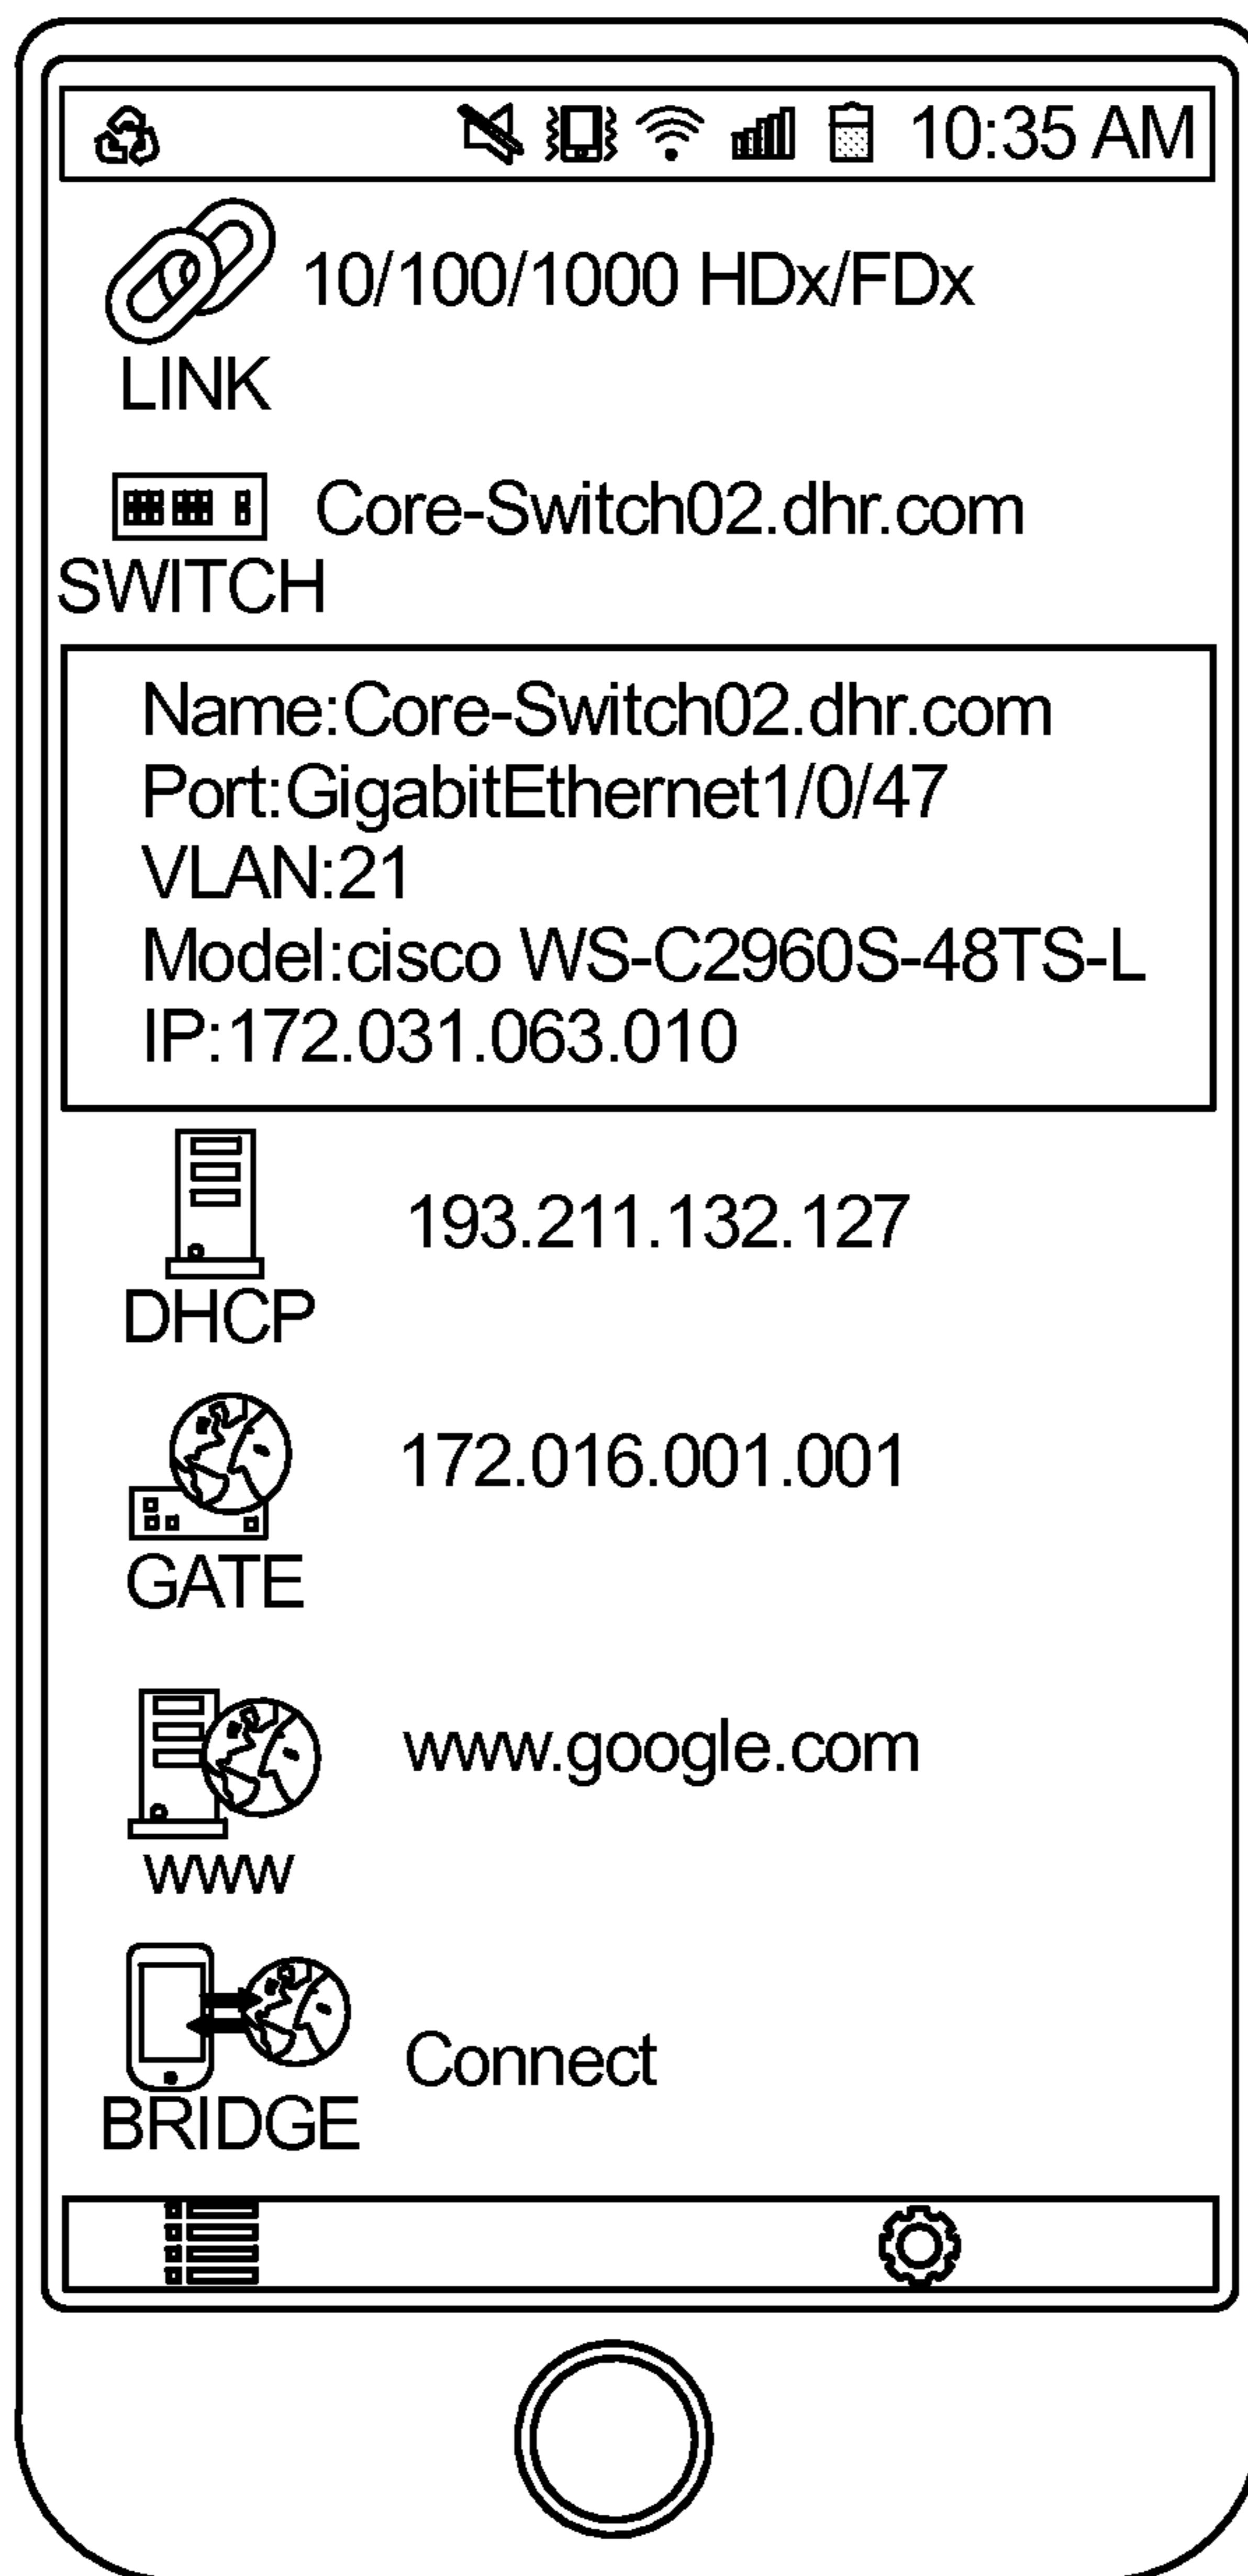 10:35 AM
10/100/1000 HDx/FDx
LINK
Core-Switch02.dhr.com
SWITCH
Name:Core-Switch02.dhr.com
Port:GigabitEthernet1/0/47
VLAN:21
Model:cisco WS-C2960S-48TS-L
IP:172.031.063.010
193.211.132.127
DHCP
172.016.001.001
GATE
www.google.com
www
Connect
BRIDGE